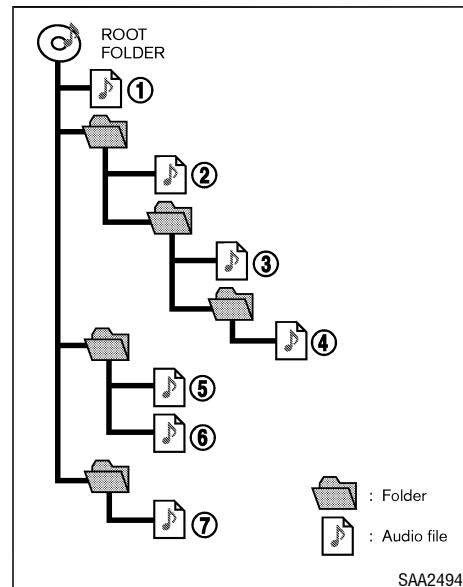 ROOT
FOLDER
①
②
③
④
⑤
⑥
⑦
: Folder
: Audio file
SAA2494